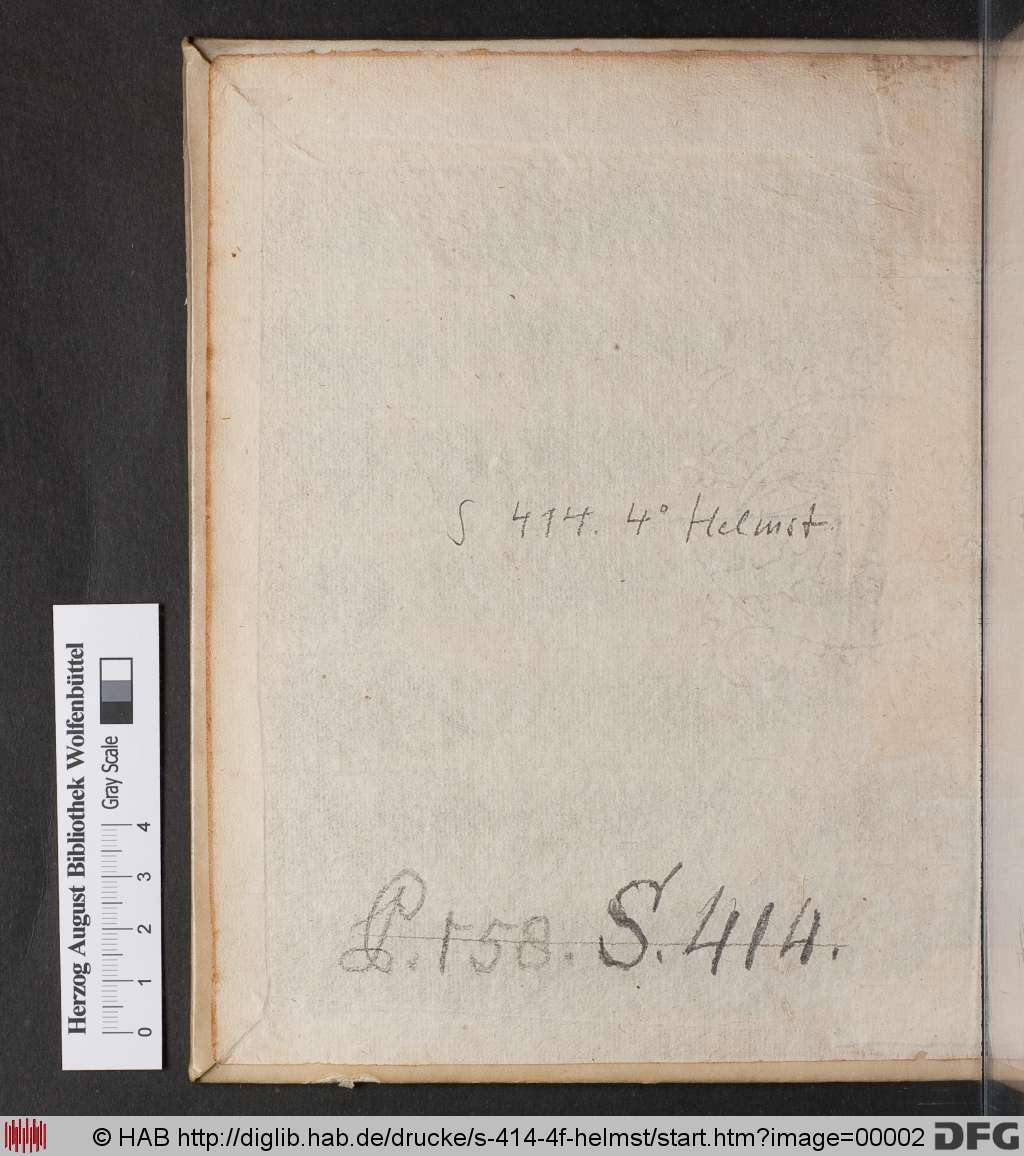 S 414. 4° Helmst.
P. 158. S. 414.
Herzog August Bibliothek Wolfenbüttel
0 1 2 3 4 Gray Scale
© HAB http://diglib.hab.de/drucke/s-414-4f-helmst/start.htm?image=00002 DFG